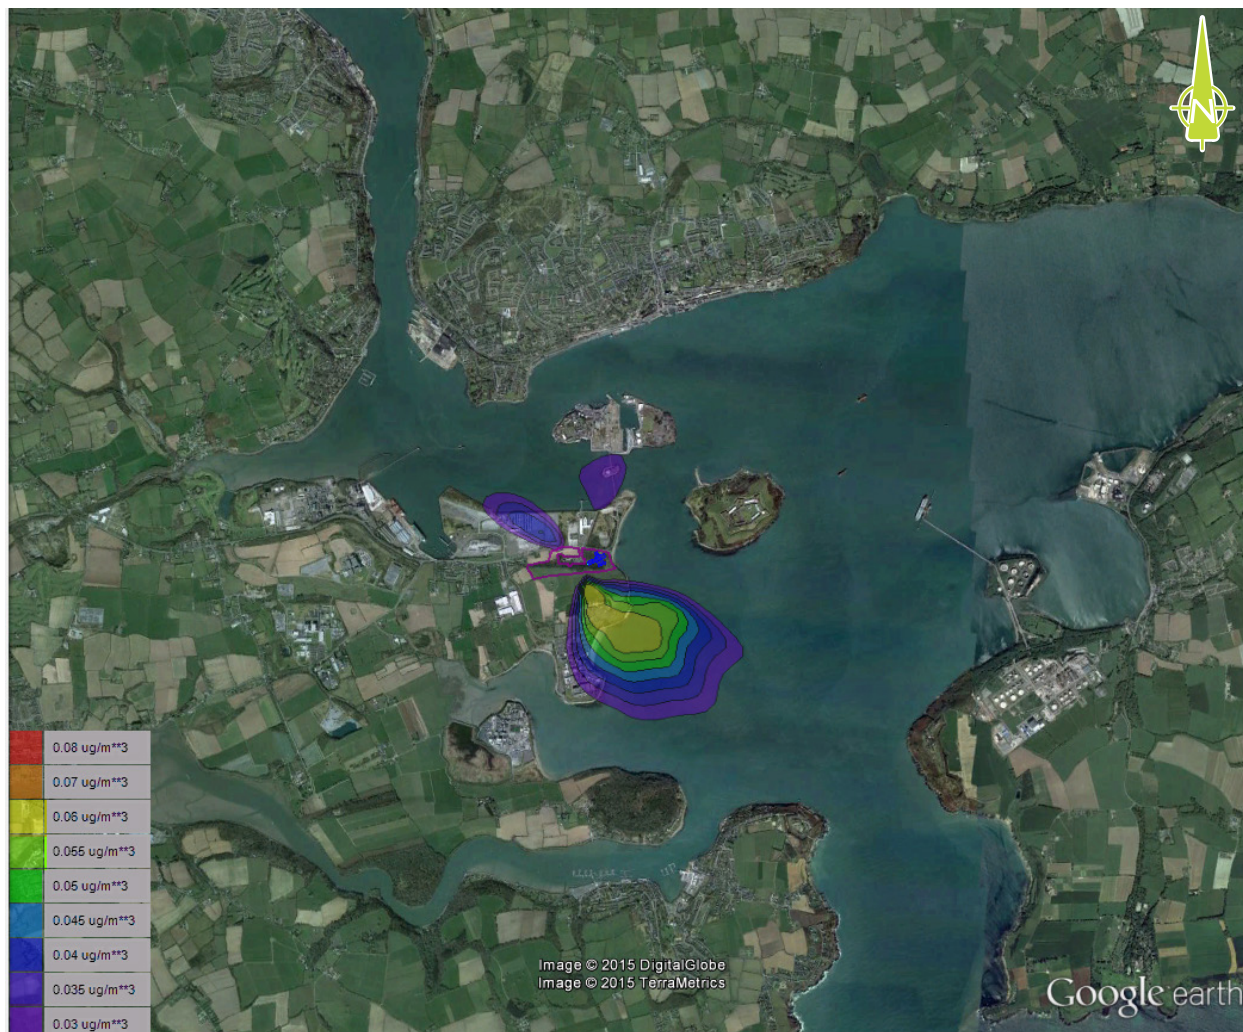 N
0.08 ug/m**3
0.07 ug/m**3
0.06 ug/m**3
0.055 ug/m**3
0.05 ug/m**3
0.045 ug/m**3
0.04 ug/m**3
0.035 ug/m**3
0.03 ug/m**3
Image © 2015 DigitalGlobe
Image © 2015 TerraMetrics
Google earth